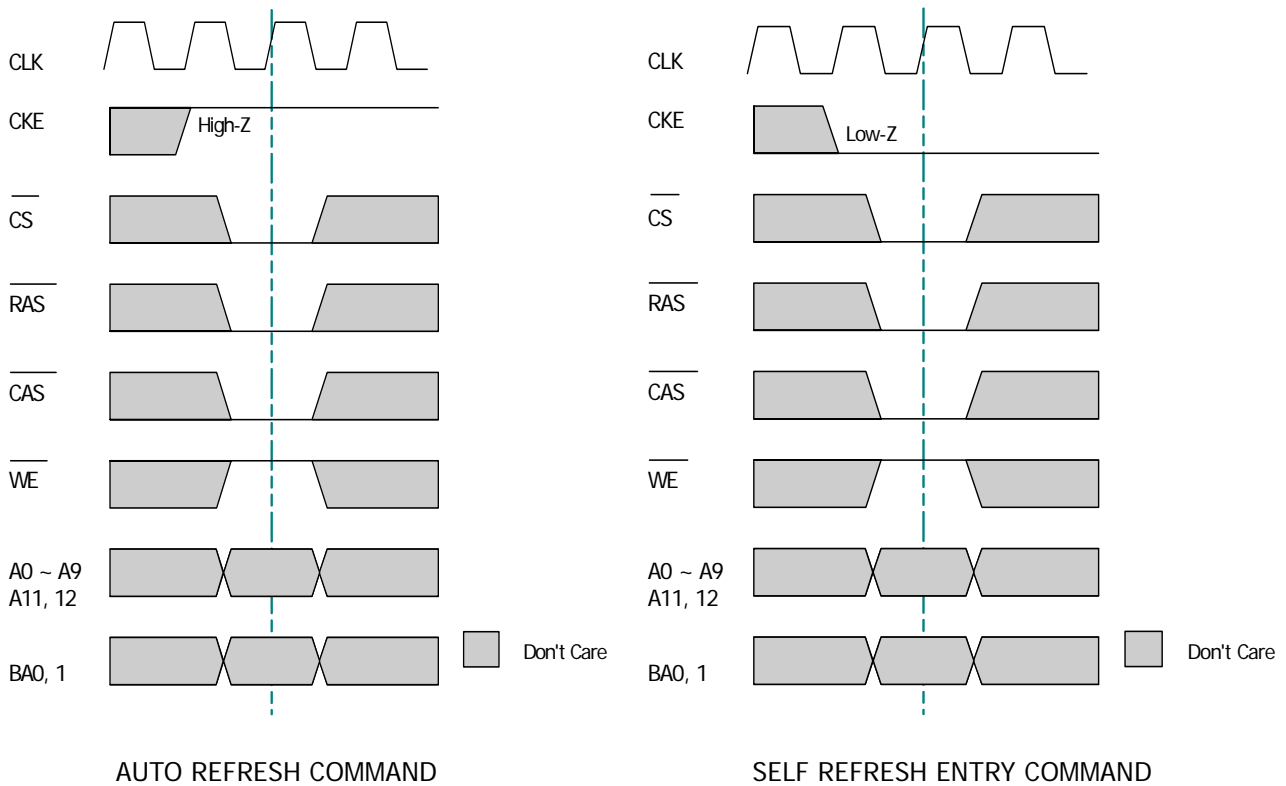 CLK
CKE
High-Z
CS
RAS
CAS
WE
A0 ~ A9
A11, 12
BA0, 1
Don't Care
AUTO REFRESH COMMAND
CLK
CKE
Low-Z
CS
RAS
CAS
WE
A0 ~ A9
A11, 12
BA0, 1
Don't Care
SELF REFRESH ENTRY COMMAND